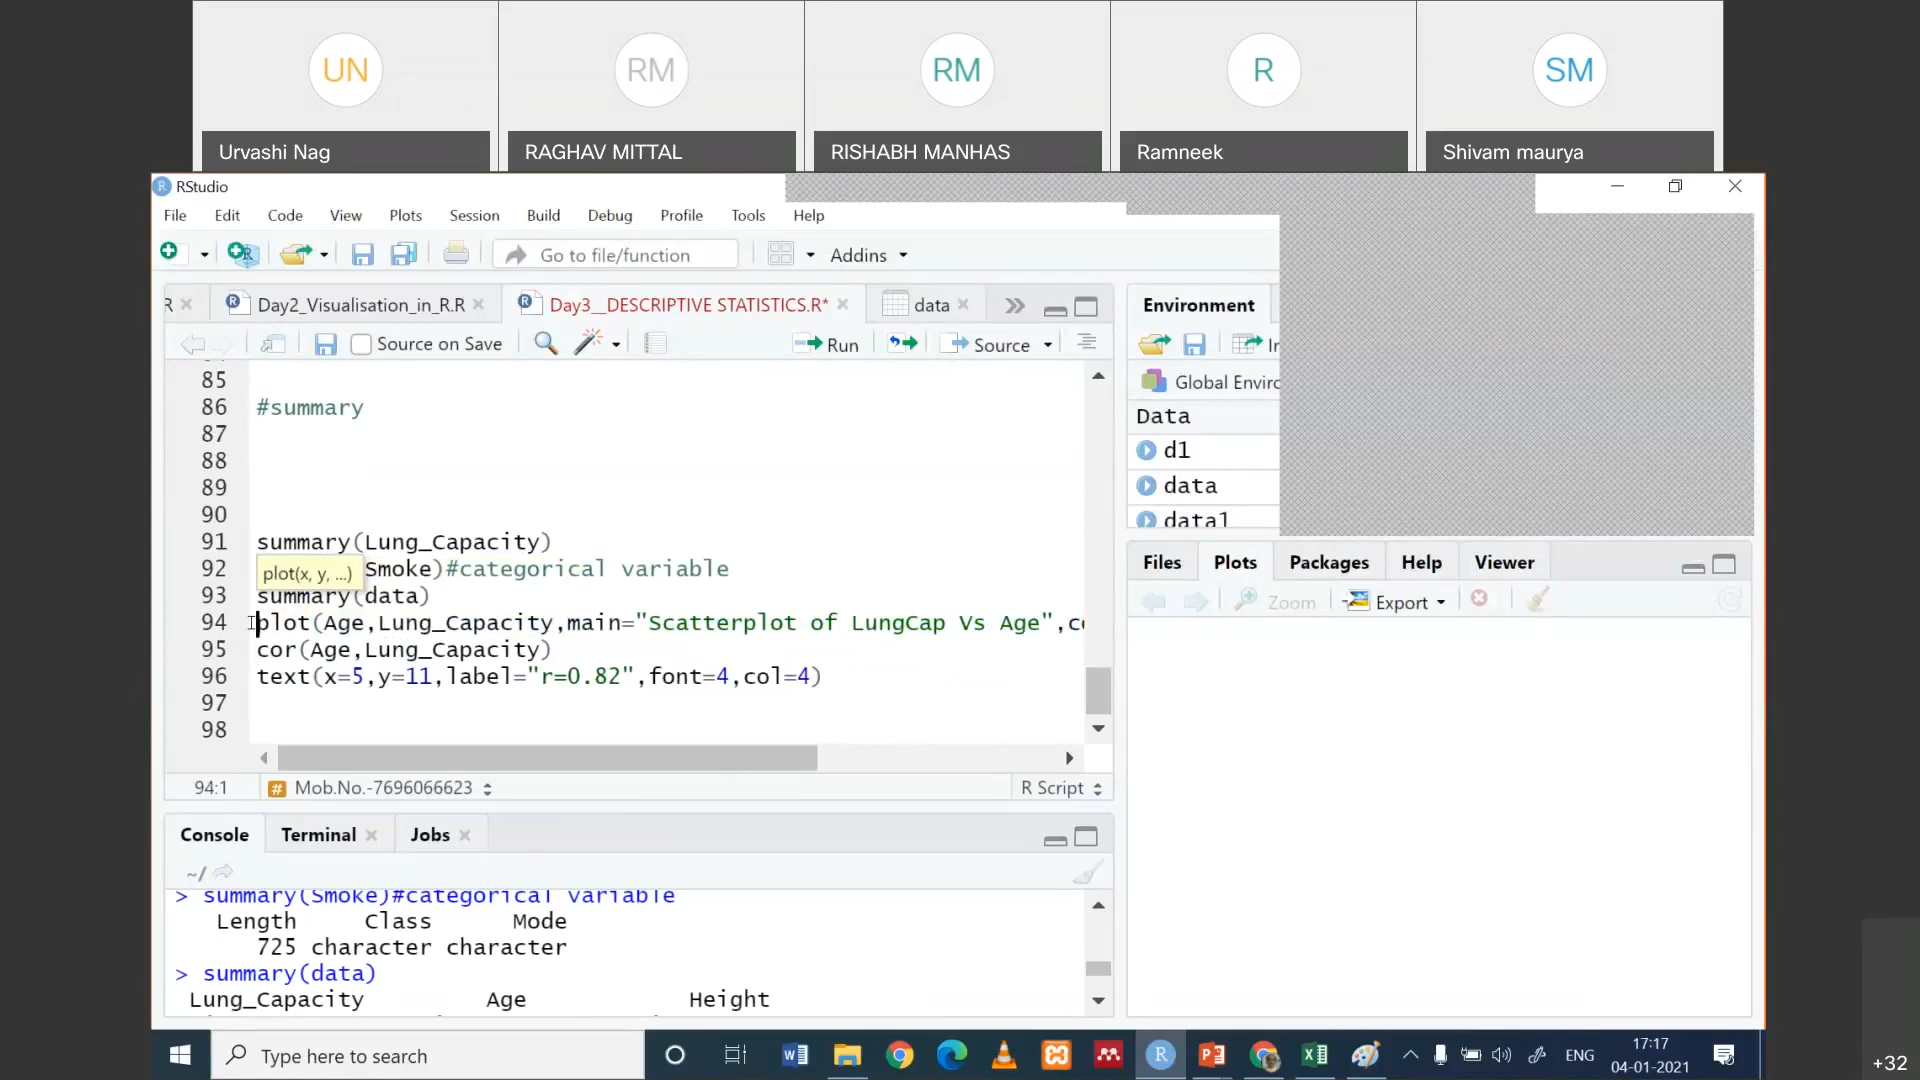 UN
RM
RM
R
SM
Urvashi Nag
RAGHAV MITTAL
RISHABH MANHAS
Ramneek
Shivam maurya
RStudio
File Edit Code View Plots Session Build Debug Profile Tools Help
Go to file/function
Addins
R
Day2_Visualisation_in_R.R
Day3__DESCRIPTIVE STATISTICS.R*
data
Source on Save
Run
Source
85
86 #summary
87
88
89
90
91 summary(Lung_Capacity)
92 Smoke)#categorical variable
plot(x, y, ...)
93 summary(data)
94 plot(Age,Lung_Capacity,main="Scatterplot of LungCap Vs Age",c
95 cor(Age,Lung_Capacity)
96 text(x=5,y=11,label="r=0.82",font=4,col=4)
97
98
94:1
# Mob.No.-7696066623
R Script
Console Terminal Jobs
~/
> summary(Smoke)#categorical variable
Length Class Mode
725 character character
> summary(data)
Lung_Capacity Age Height
Environment
Global Enviro
Data
d1
data
data1
Files Plots Packages Help Viewer
Zoom
Export
Type here to search
ENG
17:17
04-01-2021
+32